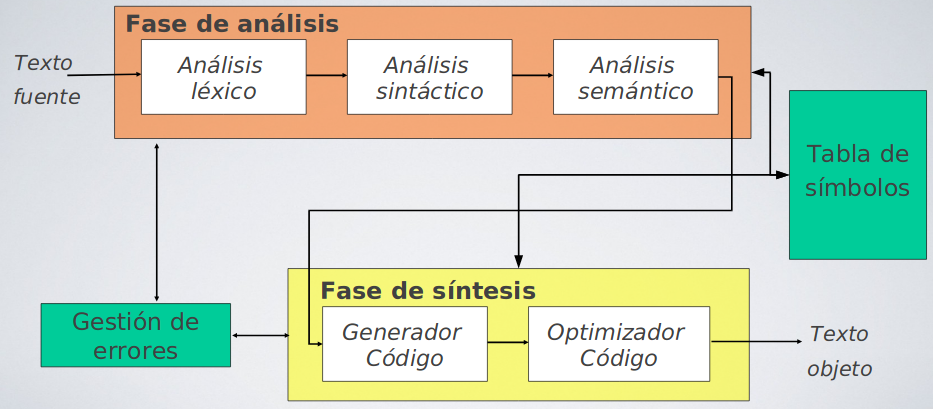 Fase de análisis
Texto
fuente
Análisis
léxico
Análisis
sintáctico
Análisis
semántico
Tabla de
símbolos
Gestión de
errores
Fase de síntesis
Generador
Código
Optimizador
Código
Texto
objeto